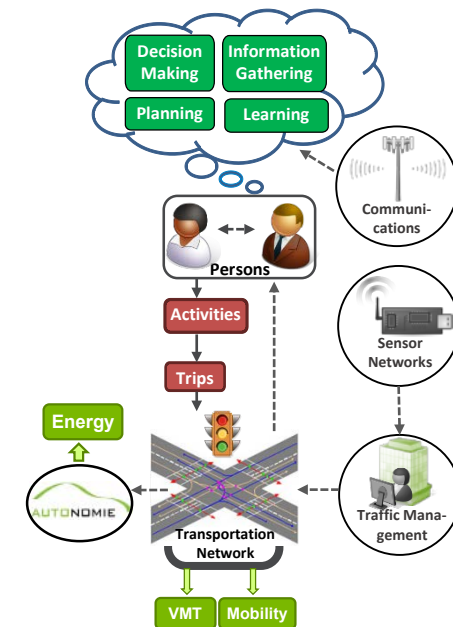 Decision
Making
Information
Gathering
Planning
Learning
Communi-
cations
Persons
Activities
Sensor
Networks
Trips
Energy
AUTONOMIE
Traffic Mana-
gement
Transportation
Network
VMT
Mobility